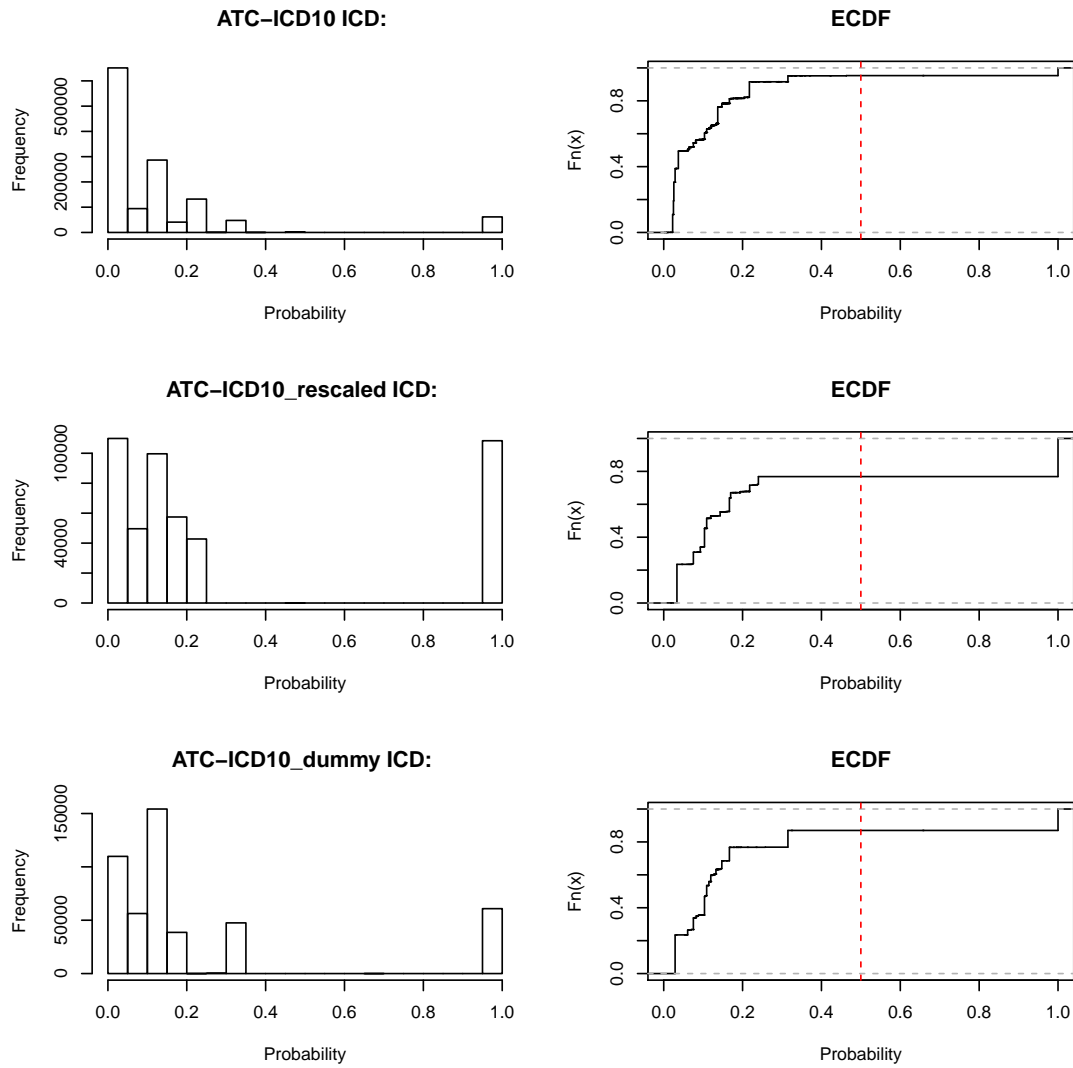 ATC−ICD10 ICD:
Frequency
0 200000 500000
0.0 0.2 0.4 0.6 0.8 1.0
Probability
ECDF
Fn(x)
0.0 0.4 0.8
0.0 0.2 0.4 0.6 0.8 1.0
Probability
ATC−ICD10_rescaled ICD:
Frequency
0 40000 100000
0.0 0.2 0.4 0.6 0.8 1.0
Probability
ECDF
Fn(x)
0.0 0.4 0.8
0.0 0.2 0.4 0.6 0.8 1.0
Probability
ATC−ICD10_dummy ICD:
Frequency
0 50000 150000
0.0 0.2 0.4 0.6 0.8 1.0
Probability
ECDF
Fn(x)
0.0 0.4 0.8
0.0 0.2 0.4 0.6 0.8 1.0
Probability